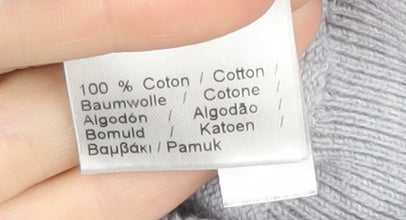 100 % Coton / Cotton /
Baumwolle / Cotone /
Algodón / Algodão /
Bomuld / Katoen /
Βαμβάκι / Pamuk